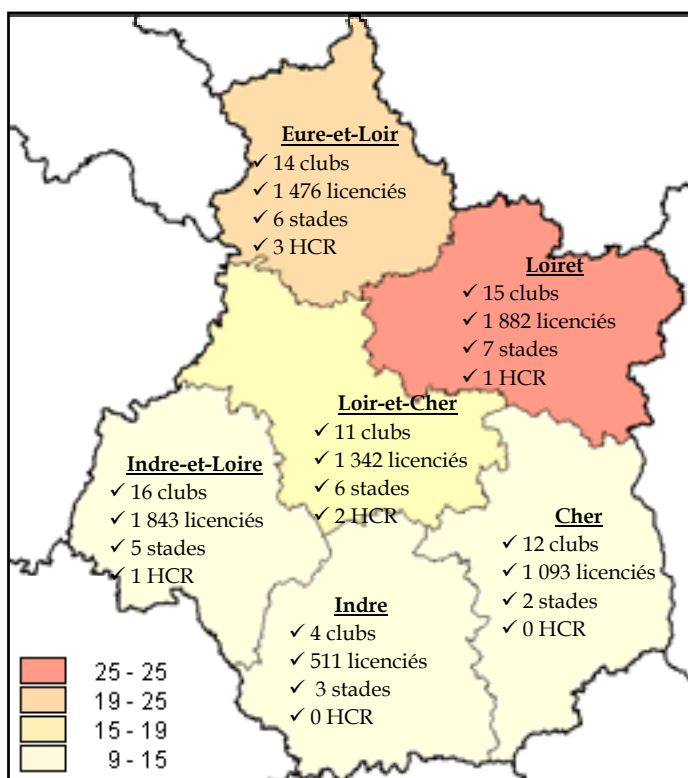 Eure-et-Loir
✓ 14 clubs
✓ 1 476 licenciés
✓ 6 stades
✓ 3 HCR
Loiret
✓ 15 clubs
✓ 1 882 licenciés
✓ 7 stades
✓ 1 HCR
Loir-et-Cher
✓ 11 clubs
✓ 1 342 licenciés
✓ 6 stades
✓ 2 HCR
Indre-et-Loire
✓ 16 clubs
✓ 1 843 licenciés
✓ 5 stades
✓ 1 HCR
Cher
✓ 12 clubs
✓ 1 093 licenciés
✓ 2 stades
✓ 0 HCR
Indre
✓ 4 clubs
✓ 511 licenciés
✓ 3 stades
✓ 0 HCR
25 - 25
19 - 25
15 - 19
9 - 15